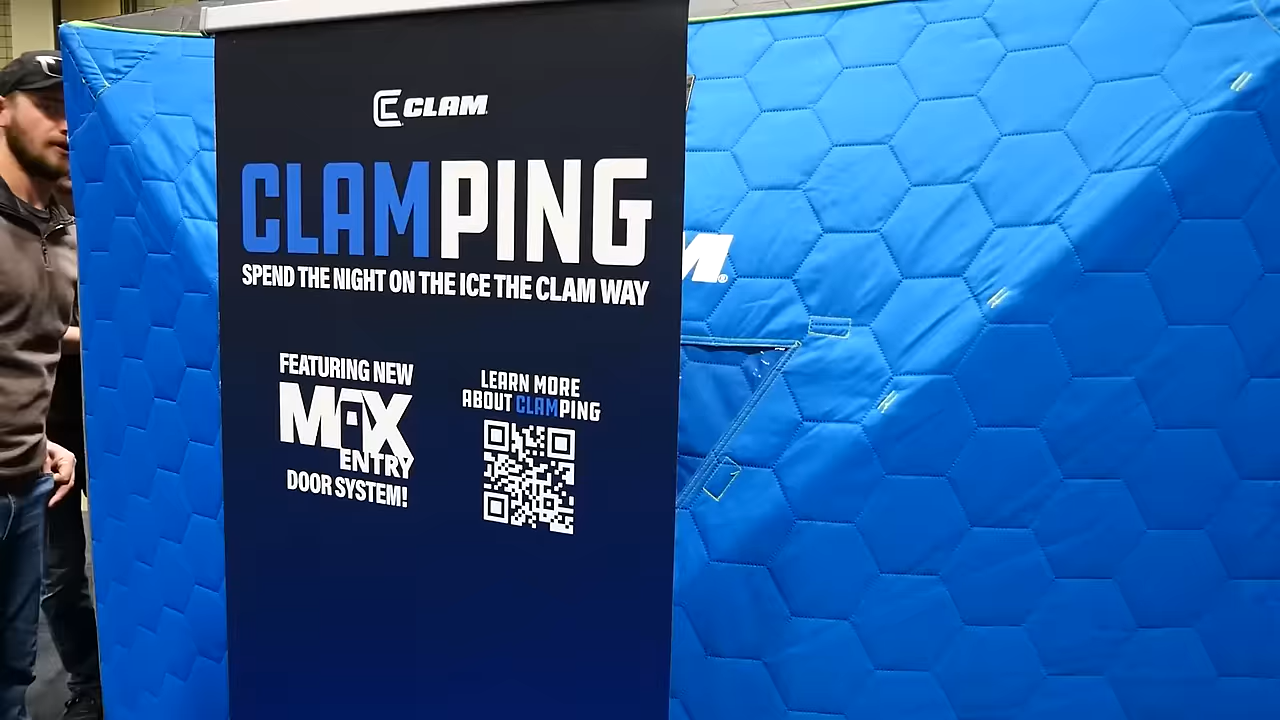 CLAM
CLAMPING
SPEND THE NIGHT ON THE ICE THE CLAM WAY
FEATURING NEW
MAX
ENTRY
DOOR SYSTEM!
LEARN MORE
ABOUT CLAMPING
M®